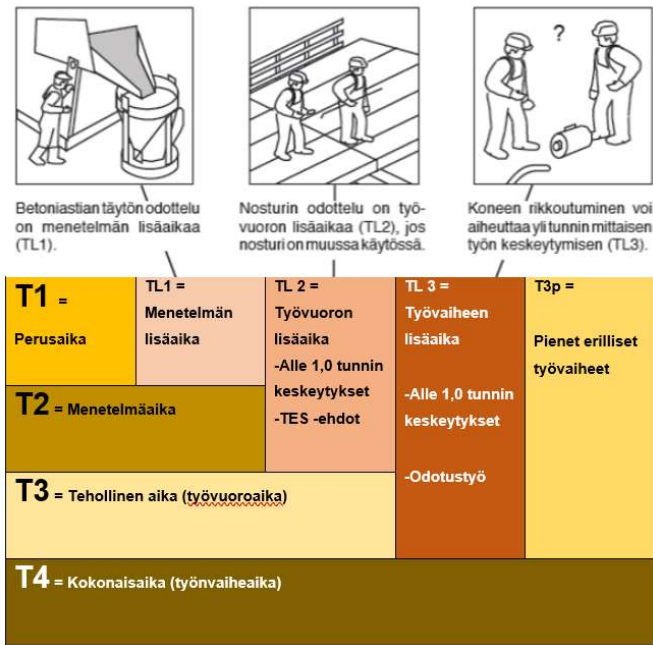 ?
Betoniastian täytön odottelu
on menetelmän lisäaikaa
(TL1).
Nosturin odottelu on työ-
vuoron lisäaikaa (TL2), jos
nosturi on muussa käytössä.
Koneen rikkoutuminen voi
aiheuttaa yli tunnin mittaisen
työn keskeytymisen (TL3).
T1 =
Perusaika
TL1 =
Menetelmän
lisäaika
TL 2 =
Työvuoron
lisäaika
-Alle 1,0 tunnin
keskeytykset
-TES -ehdot
TL 3 =
Työvaiheen
lisäaika
-Alle 1,0 tunnin
keskeytykset
-Odotustyö
T3p =
Pienet erilliset
työvaiheet
T2 = Menetelmäaika
T3 = Tehollinen aika (työvuoroaika)
T4 = Kokonaisaika (työnvaiheaika)